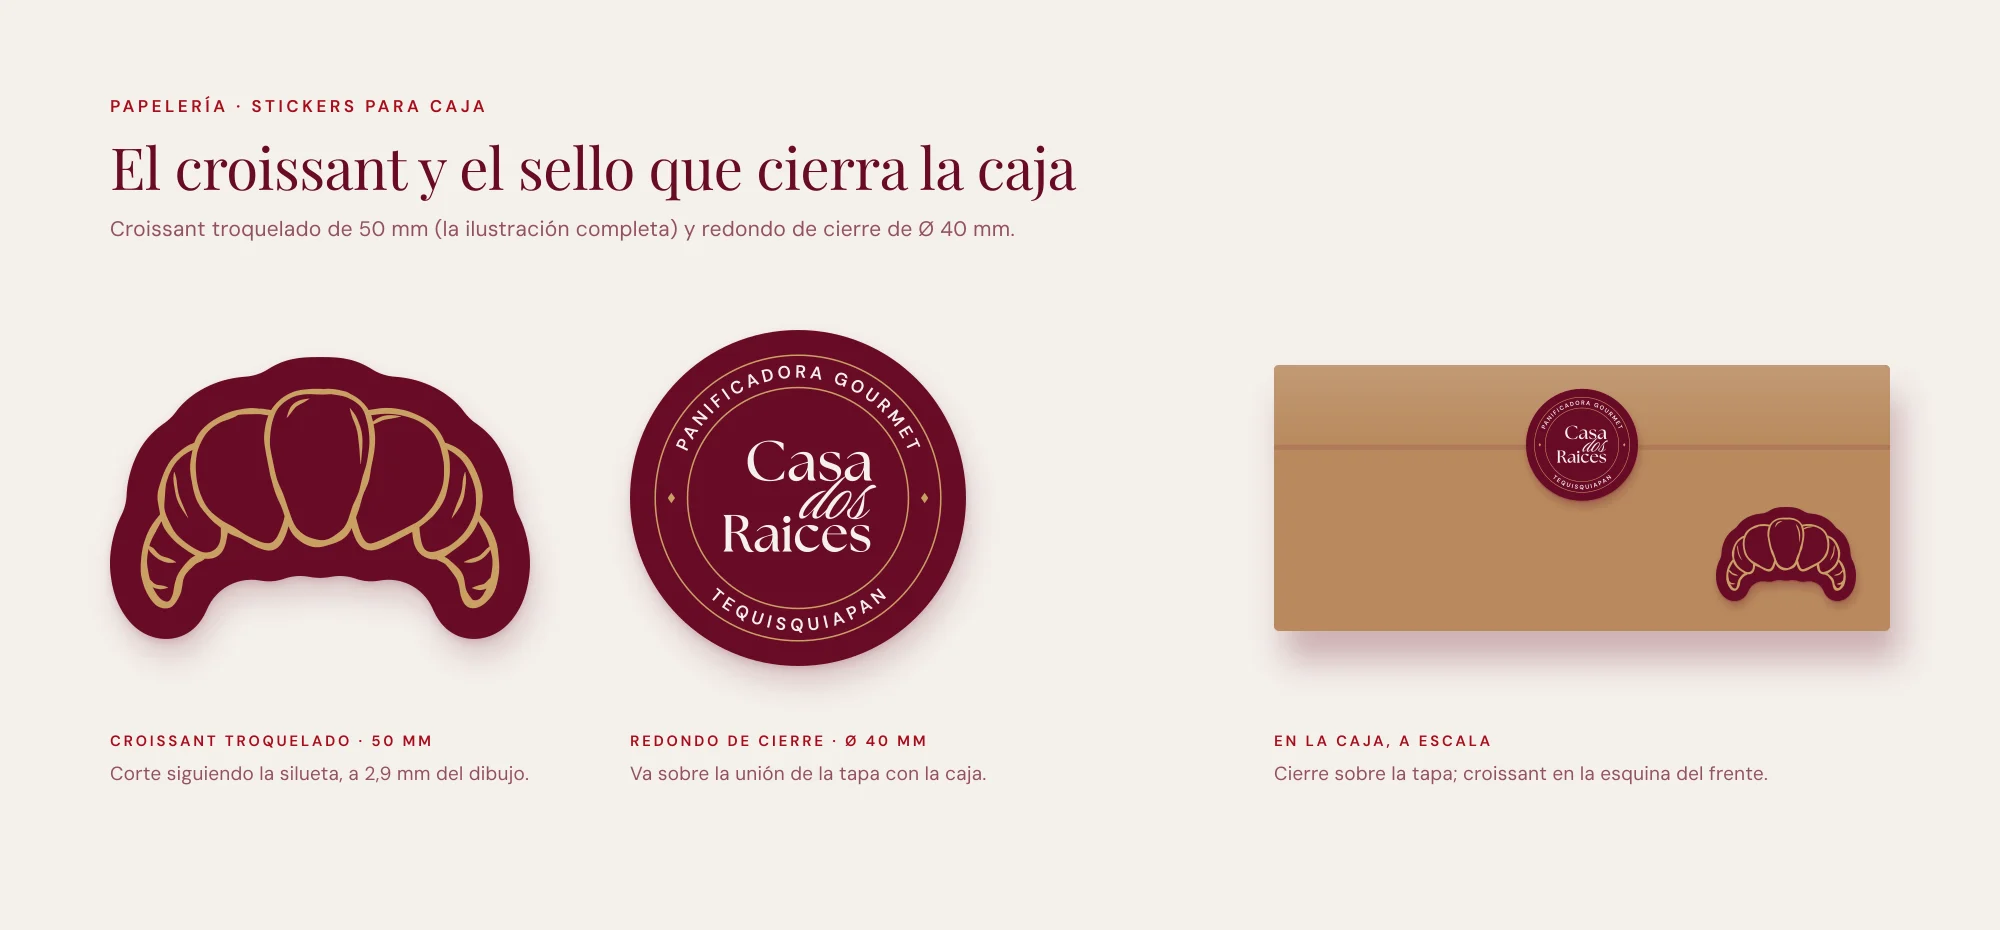 PAPELERÍA · STICKERS PARA CAJA
El croissant y el sello que cierra la caja
Croissant troquelado de 50 mm (la ilustración completa) y redondo de cierre de Ø 40 mm.
PANIFICADORA GOURMET
Casa
dos
Raices
TEQUISQUIAPAN
PANIFICADORA GOURMET
Casa
dos
Raices
TEQUISQUIAPAN
CROISSANT TROQUELADO · 50 MM
Corte siguiendo la silueta, a 2,9 mm del dibujo.
REDONDO DE CIERRE · Ø 40 MM
Va sobre la unión de la tapa con la caja.
EN LA CAJA, A ESCALA
Cierre sobre la tapa; croissant en la esquina del frente.